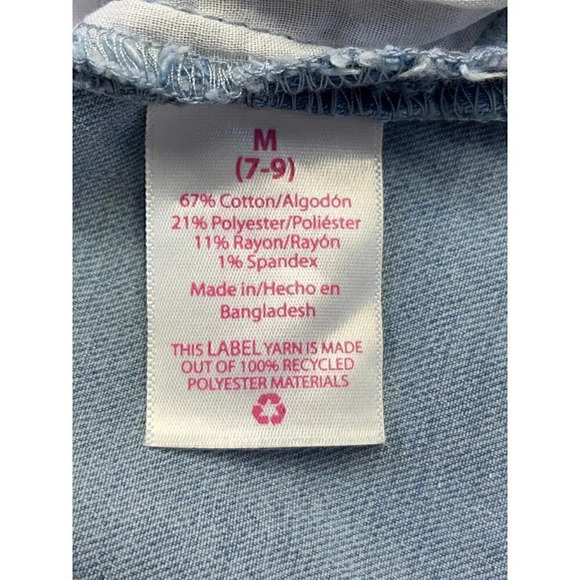 M
(7-9)
67% Cotton/Algodón
21% Polyester/Poliéster
11% Rayon/Rayón
1% Spandex
Made in/Hecho en
Bangladesh
THIS LABEL YARN IS MADE
OUT OF 100% RECYCLED
POLYESTER MATERIALS